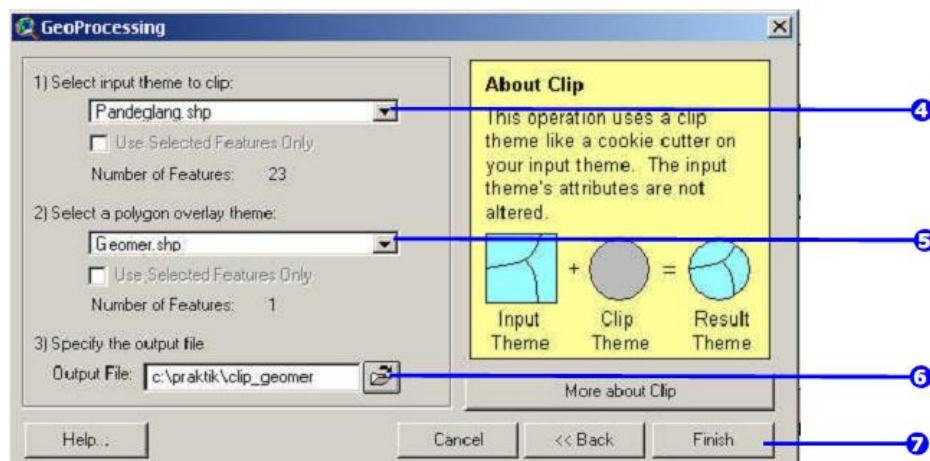 GeoProcessing
1) Select input theme to clip:
Pandeglang.shp
Use Selected Features Only
Number of Features: 23
2) Select a polygon overlay theme:
Geomer.shp
Use Selected Features Only
Number of Features: 1
3) Specify the output file
Output File: c:\praktik\clip_geomer
About Clip
This operation uses a clip
theme like a cookie cutter on
your input theme. The input
theme's attributes are not
altered.
+ =
Input Clip Result
Theme Theme Theme
More about Clip
Help...
Cancel
<< Back
Finish
4
5
6
7